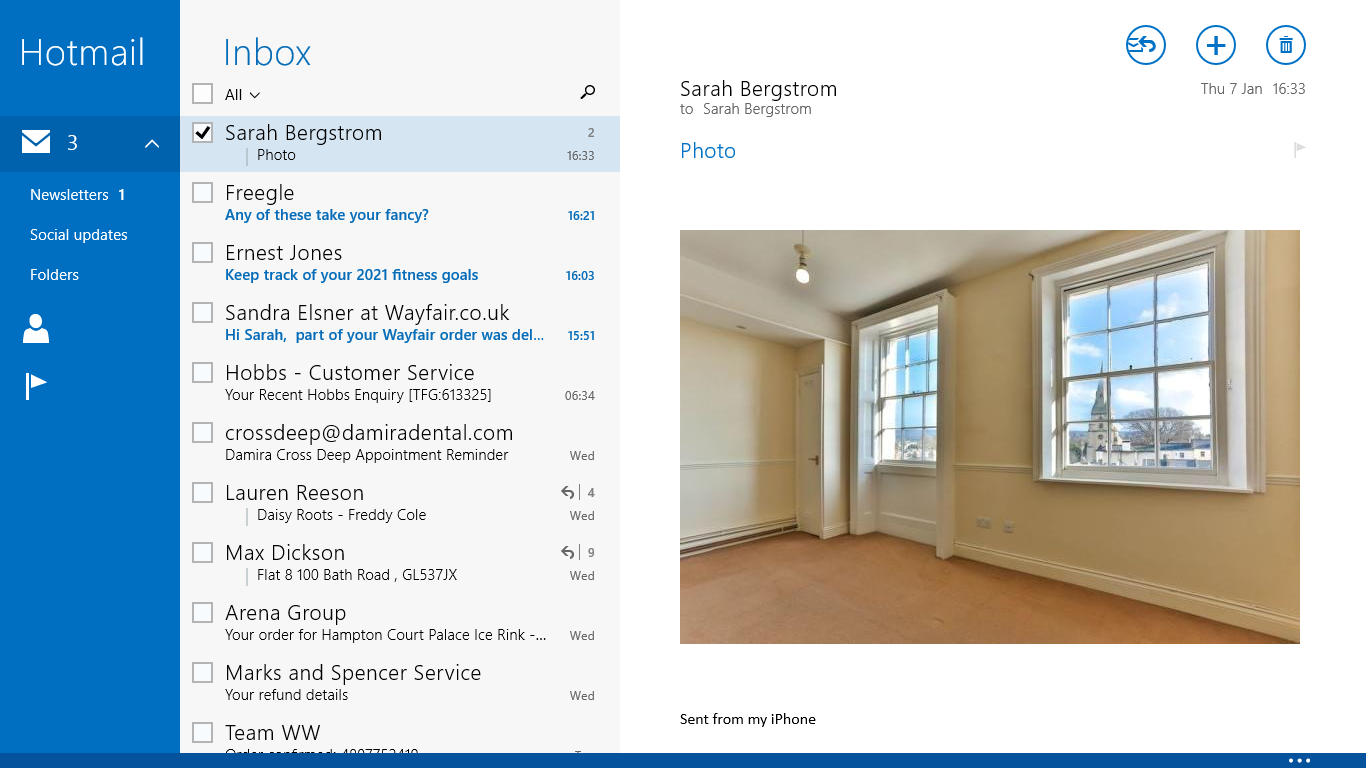 Hotmail
3
Newsletters 1
Social updates
Folders
Inbox
All
Sarah Bergstrom 2
Photo 16:33
Freegle
Any of these take your fancy? 16:21
Ernest Jones
Keep track of your 2021 fitness goals 16:03
Sandra Elsner at Wayfair.co.uk
Hi Sarah, part of your Wayfair order was del... 15:51
Hobbs - Customer Service
Your Recent Hobbs Enquiry [TFG:613325] 06:34
crossdeep@damiradental.com
Damira Cross Deep Appointment Reminder Wed
Lauren Reeson 4
Daisy Roots - Freddy Cole Wed
Max Dickson 9
Flat 8 100 Bath Road , GL537JX Wed
Arena Group
Your order for Hampton Court Palace Ice Rink -... Wed
Marks and Spencer Service
Your refund details Wed
Team WW
Sarah Bergstrom Thu 7 Jan 16:33
to Sarah Bergstrom
Photo
Sent from my iPhone